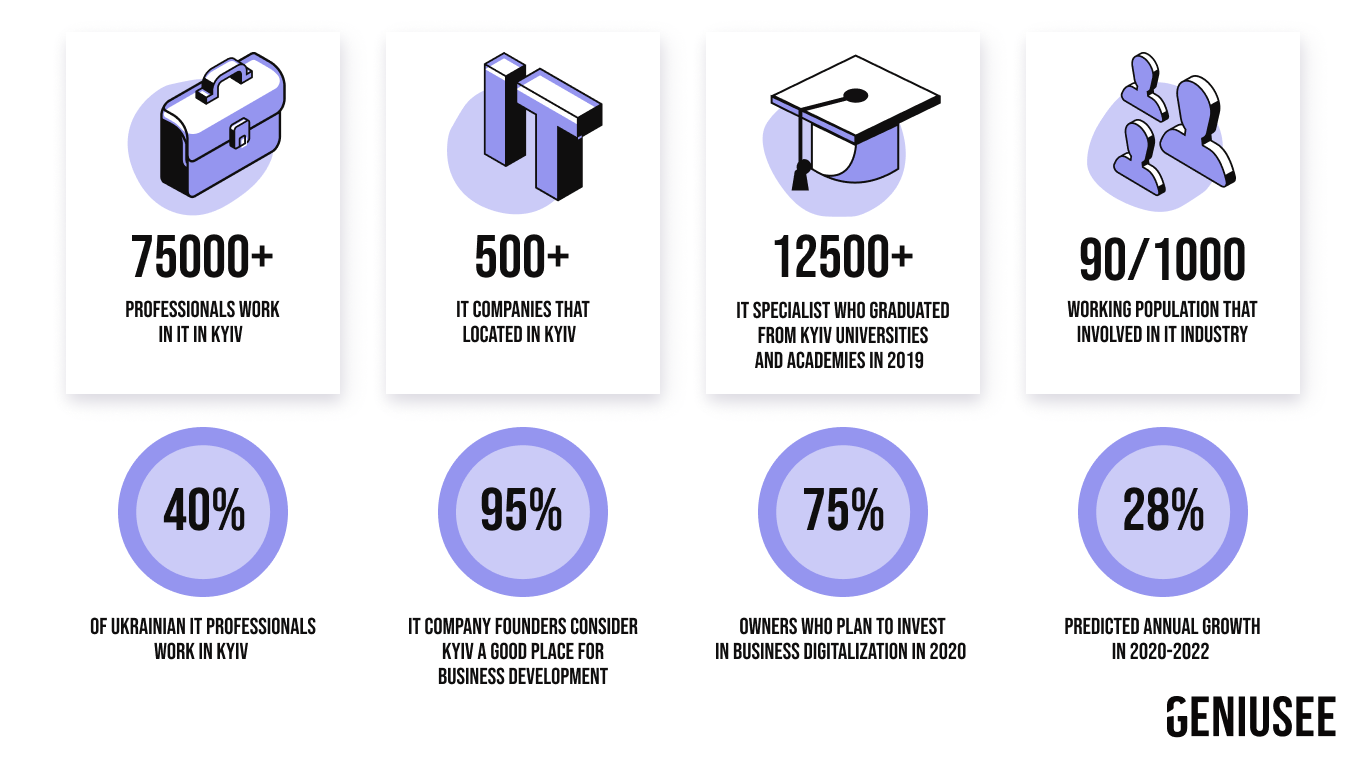 IT
75000+
PROFESSIONALS WORK
IN IT IN KYIV
500+
IT COMPANIES THAT
LOCATED IN KYIV
12500+
IT SPECIALIST WHO GRADUATED
FROM KYIV UNIVERSITIES
AND ACADEMIES IN 2019
90/1000
WORKING POPULATION THAT
INVOLVED IN IT INDUSTRY
40%
OF UKRAINIAN IT PROFESSIONALS
WORK IN KYIV
95%
IT COMPANY FOUNDERS CONSIDER
KYIV A GOOD PLACE FOR
BUSINESS DEVELOPMENT
75%
OWNERS WHO PLAN TO INVEST
IN BUSINESS DIGITALIZATION IN 2020
28%
PREDICTED ANNUAL GROWTH
IN 2020-2022
GENIUSEE